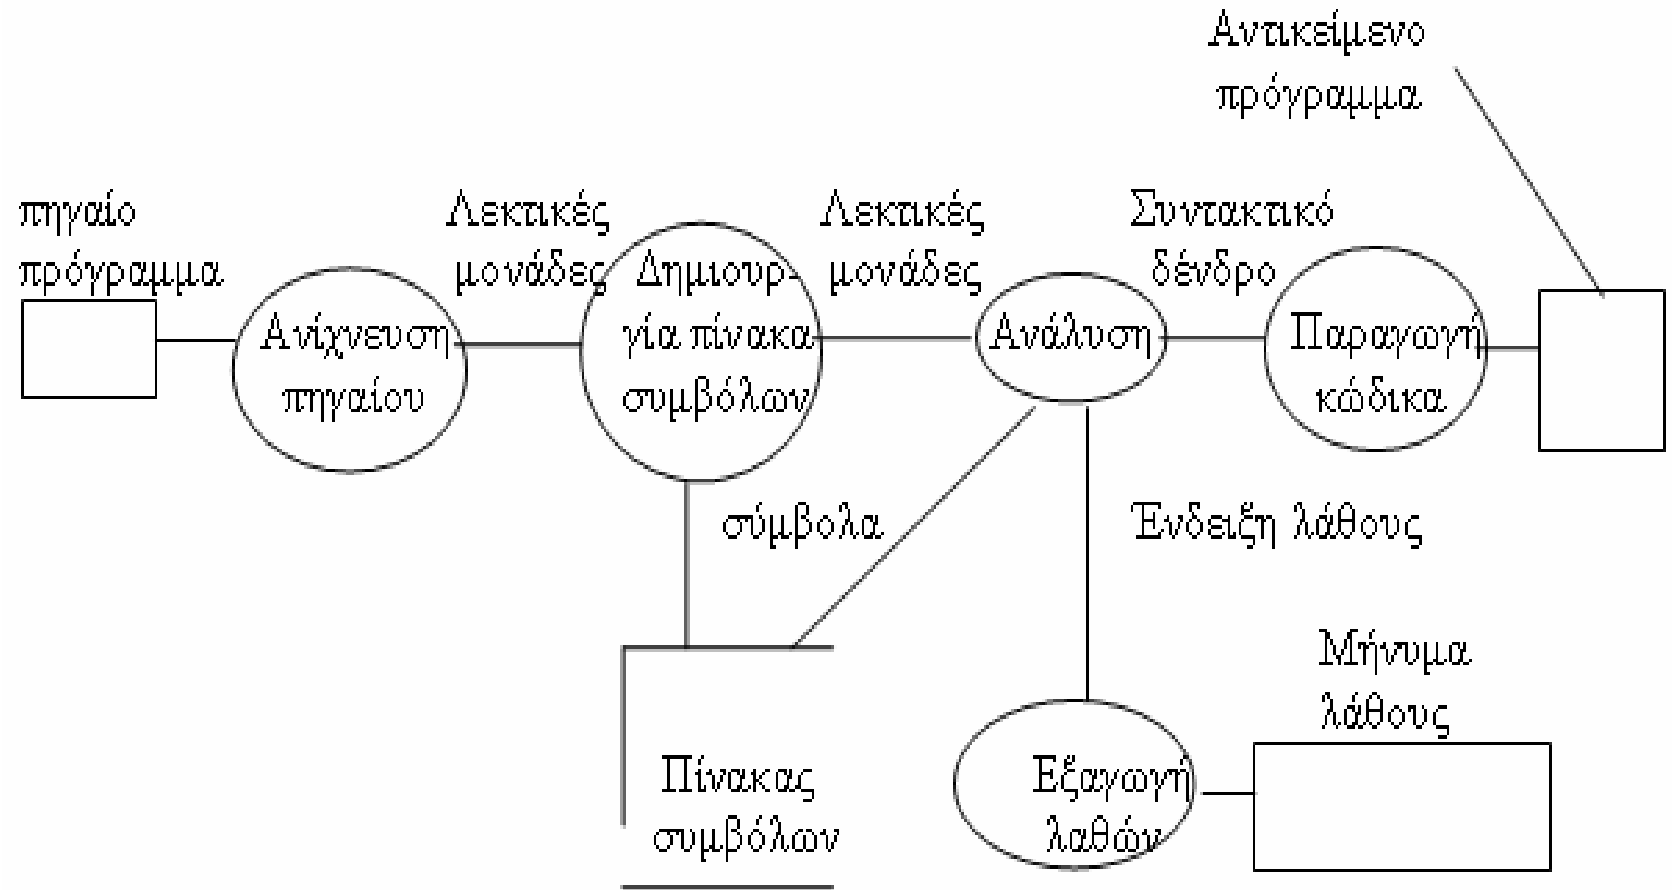 Αντικείμενο
πρόγραμμα
πηγαίο
πρόγραμμα
Λεκτικές
μονάδες
Λεκτικές
μονάδες
Συντακτικό
δένδρο
Ανίχνευση
πηγαίου
Δημιουρ-
γία πίνακα
συμβόλων
Ανάλυση
Παραγωγή
κώδικα
σύμβολα
Ένδειξη λάθους
Μήνυμα
λάθους
Πίνακας
συμβόλων
Εξαγωγή
λαθών